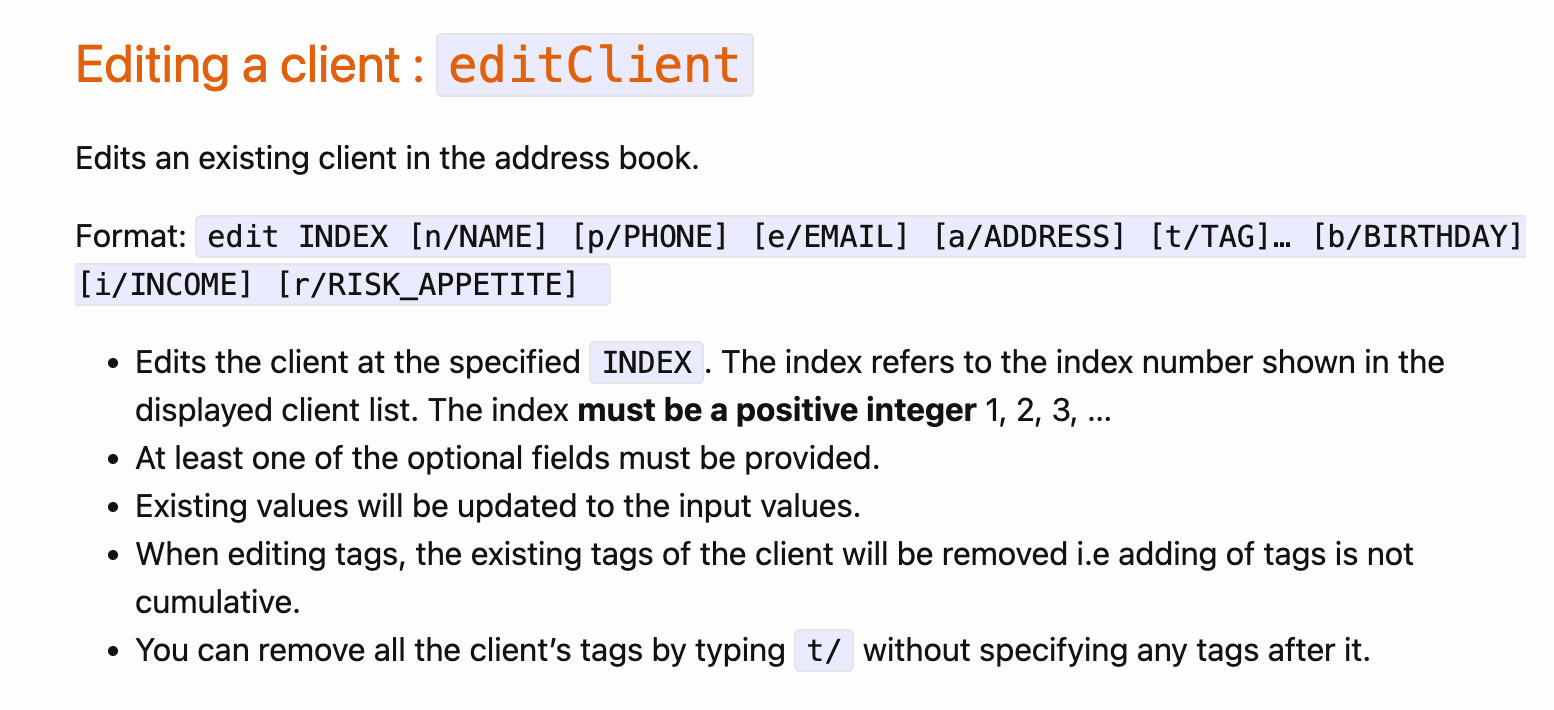 Editing a client : editClient
Edits an existing client in the address book.
Format: edit INDEX [n/NAME] [p/PHONE] [e/EMAIL] [a/ADDRESS] [t/TAG]… [b/BIRTHDAY]
[i/INCOME] [r/RISK_APPETITE]
• Edits the client at the specified INDEX. The index refers to the index number shown in the
displayed client list. The index must be a positive integer 1, 2, 3, …
• At least one of the optional fields must be provided.
• Existing values will be updated to the input values.
• When editing tags, the existing tags of the client will be removed i.e adding of tags is not
cumulative.
• You can remove all the client’s tags by typing t/ without specifying any tags after it.